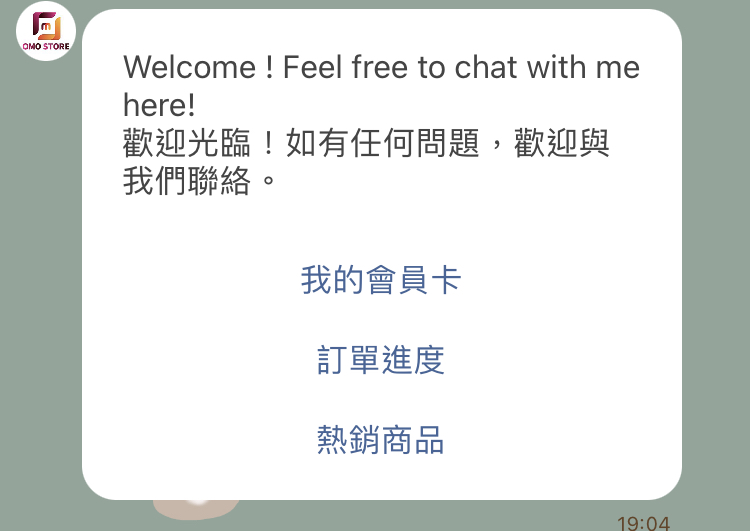 OMO STORE
Welcome ! Feel free to chat with me
here!
歡迎光臨！如有任何問題，歡迎與
我們聯絡。
我的會員卡
訂單進度
熱銷商品
19:04